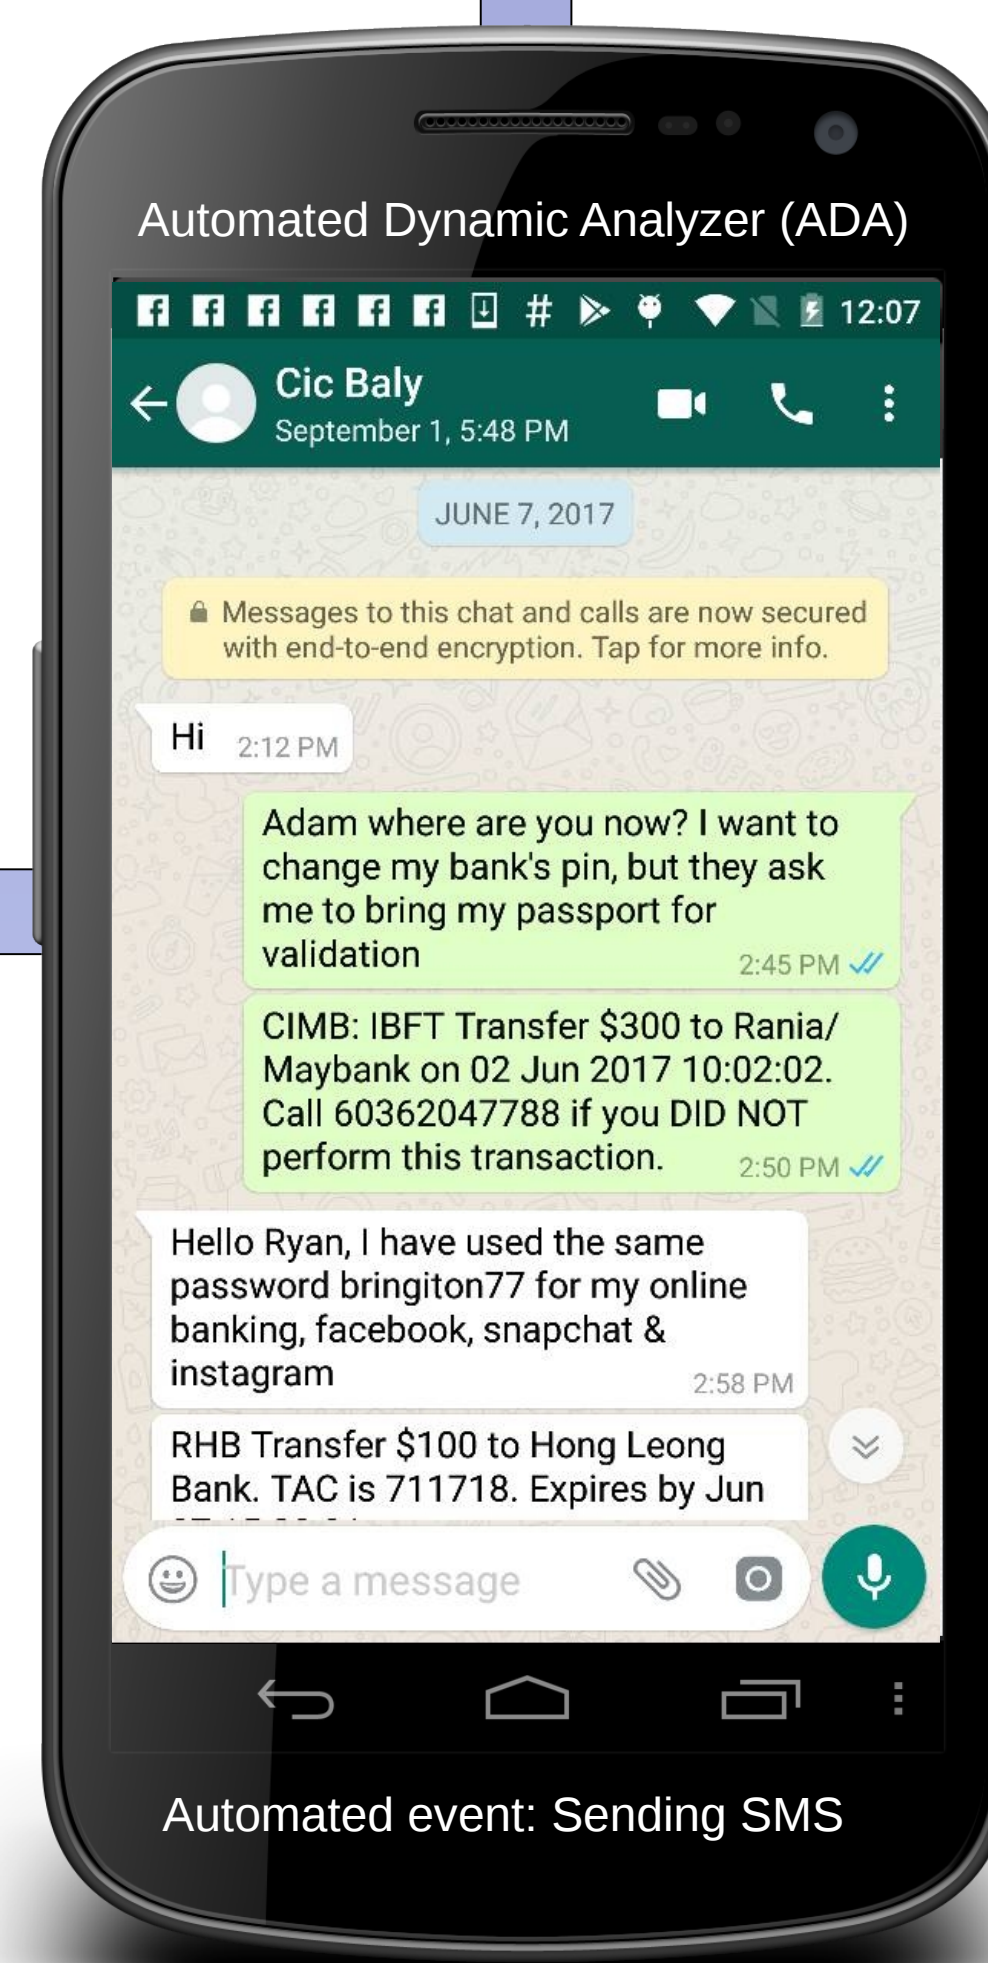 Automated Dynamic Analyzer (ADA)
12:07
Cic Baly
September 1, 5:48 PM
JUNE 7, 2017
Messages to this chat and calls are now secured
with end-to-end encryption. Tap for more info.
Hi 2:12 PM
Adam where are you now? I want to
change my bank's pin, but they ask
me to bring my passport for
validation 2:45 PM
CIMB: IBFT Transfer $300 to Rania/
Maybank on 02 Jun 2017 10:02:02.
Call 60362047788 if you DID NOT
perform this transaction. 2:50 PM
Hello Ryan, I have used the same
password bringiton77 for my online
banking, facebook, snapchat &
instagram 2:58 PM
RHB Transfer $100 to Hong Leong
Bank. TAC is 711718. Expires by Jun
Type a message
Automated event: Sending SMS